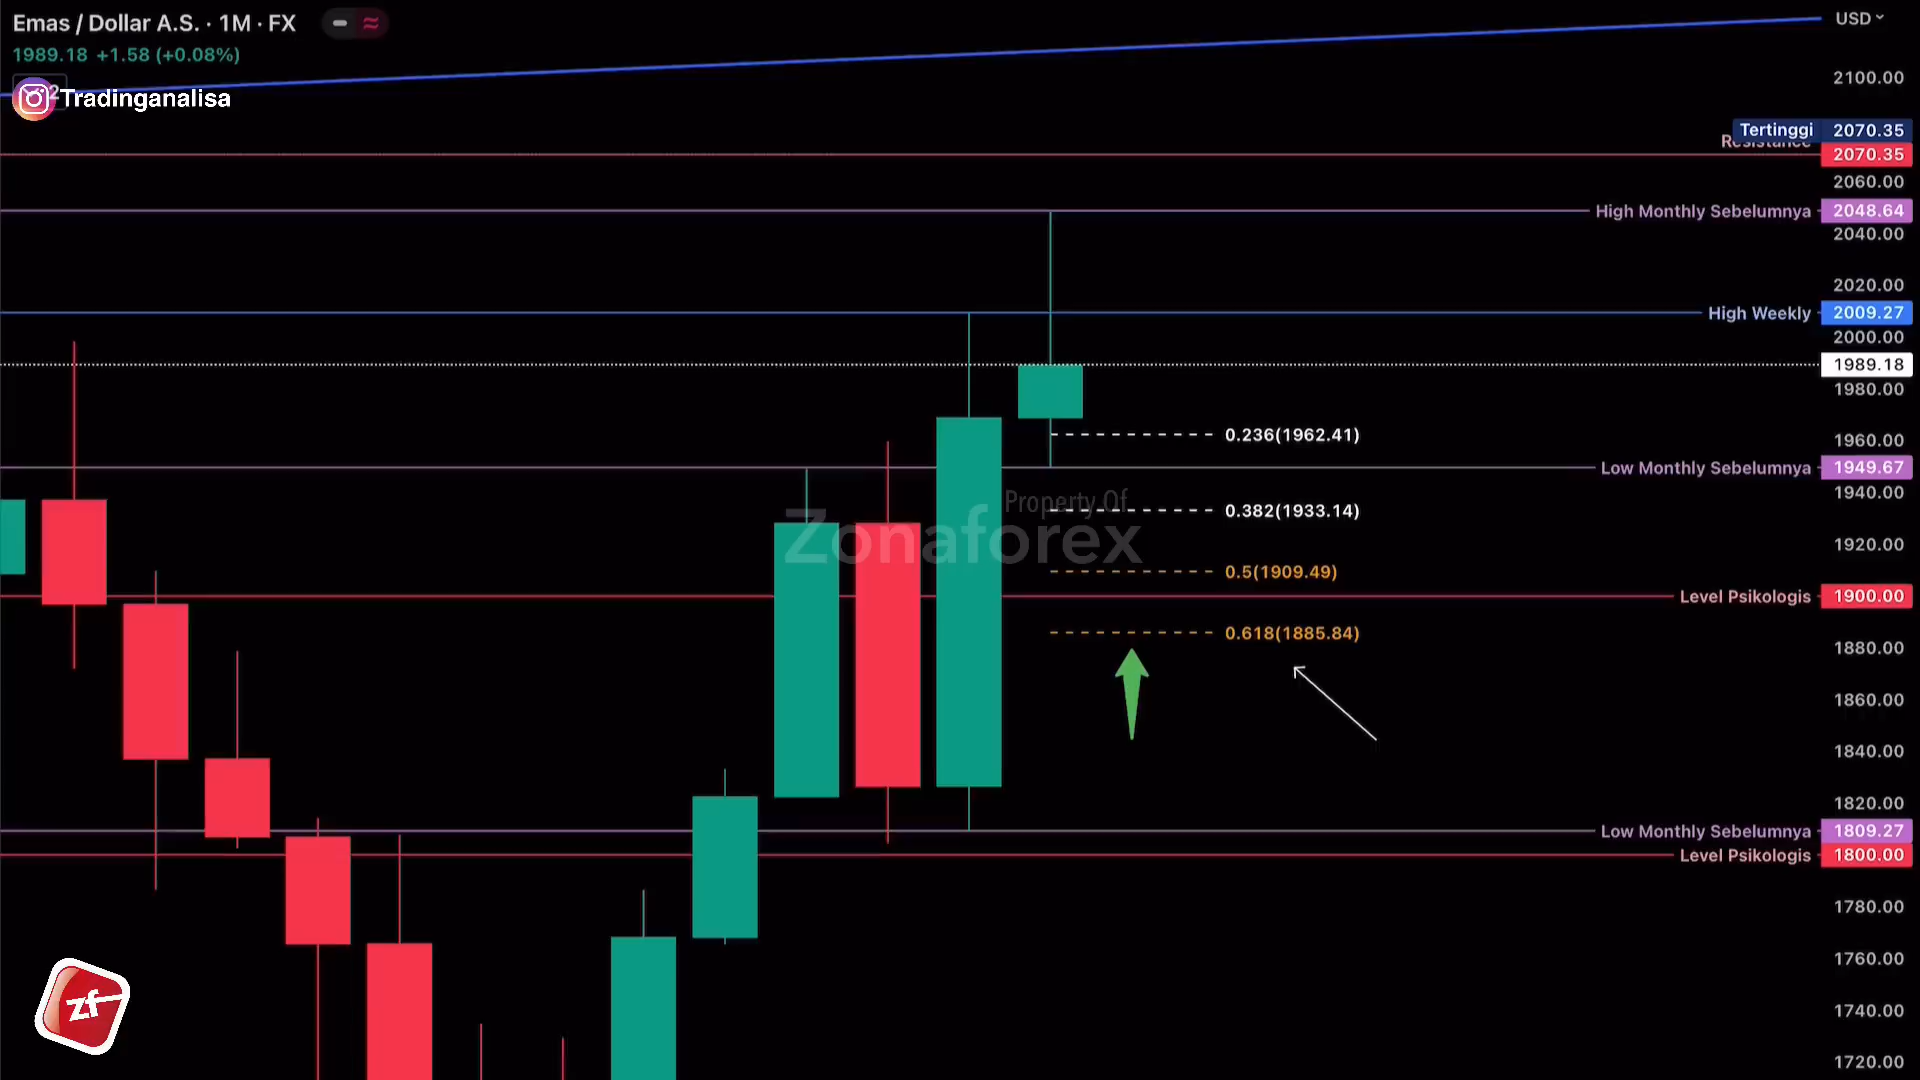 Emas / Dollar A.S. · 1M · FX
1989.18 +1.58 (+0.08%)
Tradinganalisa
USD
2100.00
Tertinggi 2070.35
Resistance 2070.35
2060.00
High Monthly Sebelumnya 2048.64
2040.00
2020.00
High Weekly 2009.27
2000.00
1989.18
1980.00
0.236(1962.41)
1960.00
Low Monthly Sebelumnya 1949.67
1940.00
Property Of
Zonaforex
0.382(1933.14)
1920.00
0.5(1909.49)
Level Psikologis 1900.00
0.618(1885.84)
1880.00
1860.00
1840.00
1820.00
Low Monthly Sebelumnya 1809.27
Level Psikologis 1800.00
1780.00
1760.00
1740.00
1720.00
zf